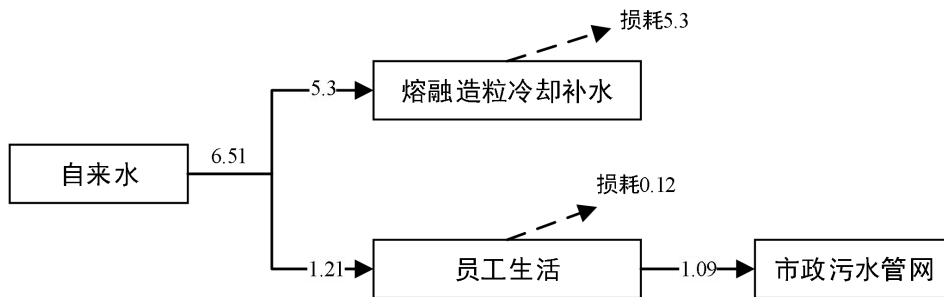 损耗5.3
5.3
熔融造粒冷却补水
自来水
6.51
损耗0.12
1.21
员工生活
1.09
市政污水管网